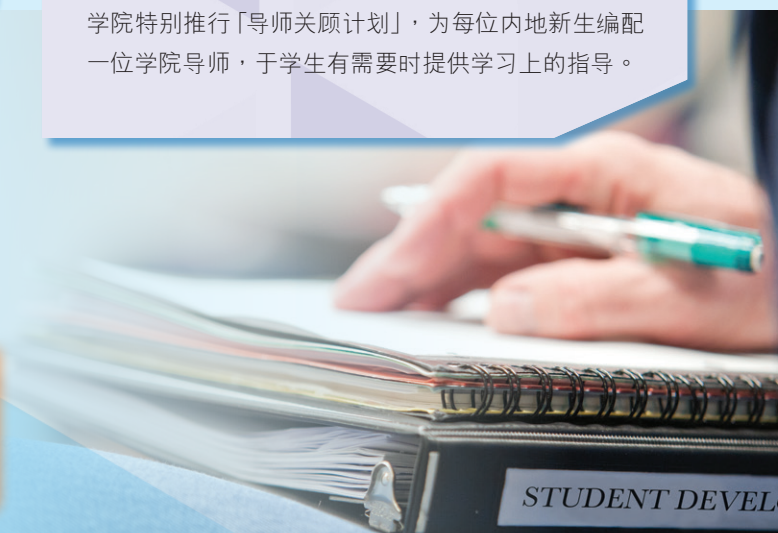 学院特别推行「导师关顾计划」，为每位内地新生编配
一位学院导师，于学生有需要时提供学习上的指导。
STUDENT